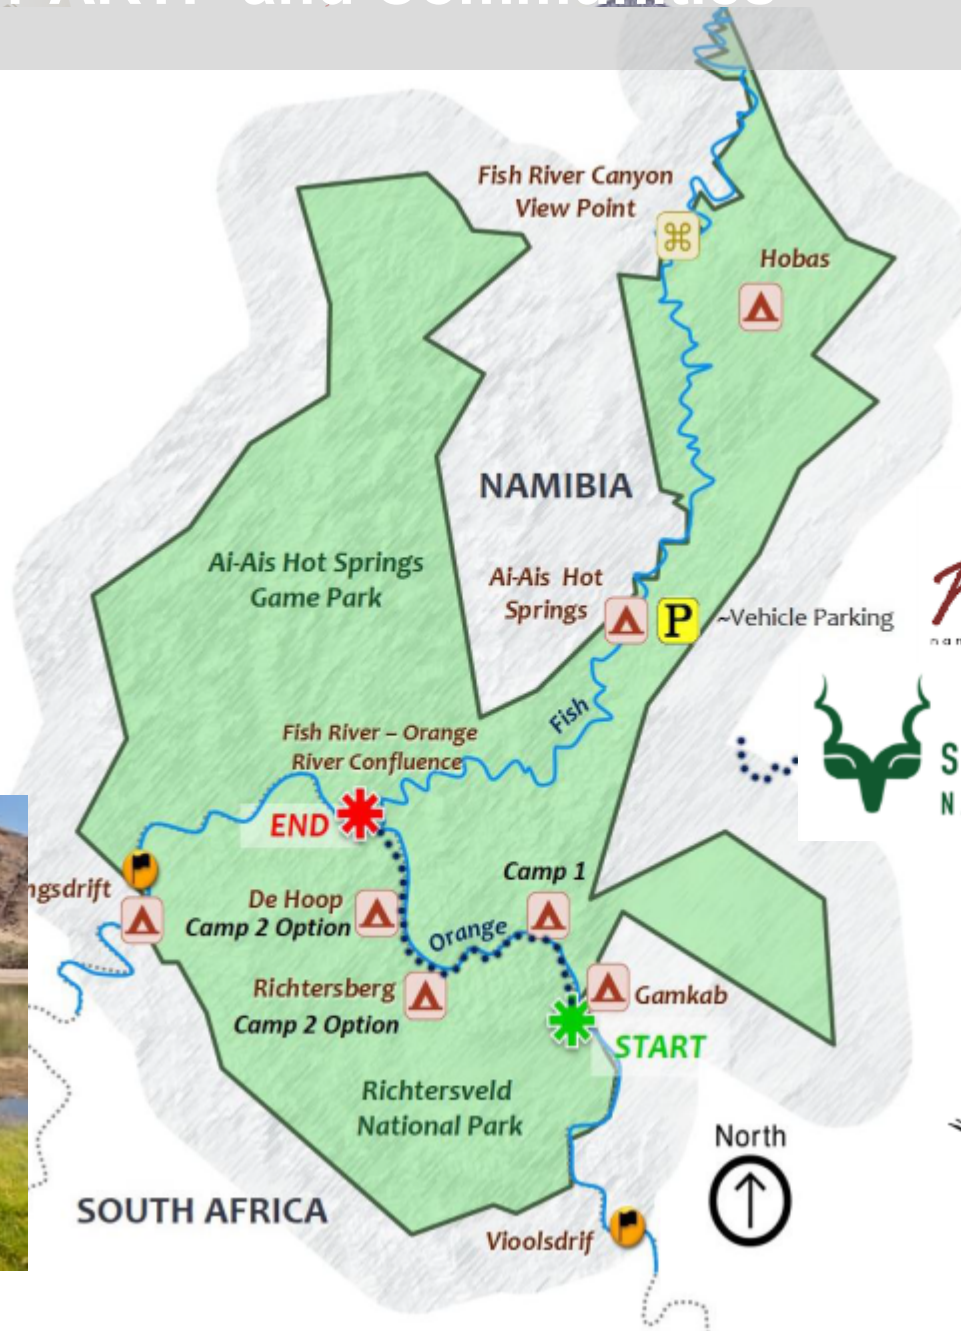 and Communities
Fish River Canyon
View Point
Hobas
NAMIBIA
Ai-Ais Hot Springs
Game Park
Ai-Ais Hot
Springs
P
~Vehicle Parking
Fish
Fish River – Orange
River Confluence
END
Camp 1
ngsdrift
De Hoop
Camp 2 Option
Orange
Richtersberg
Camp 2 Option
Gamkab
START
Richtersveld
National Park
North
SOUTH AFRICA
Vioolsdrif
S
N